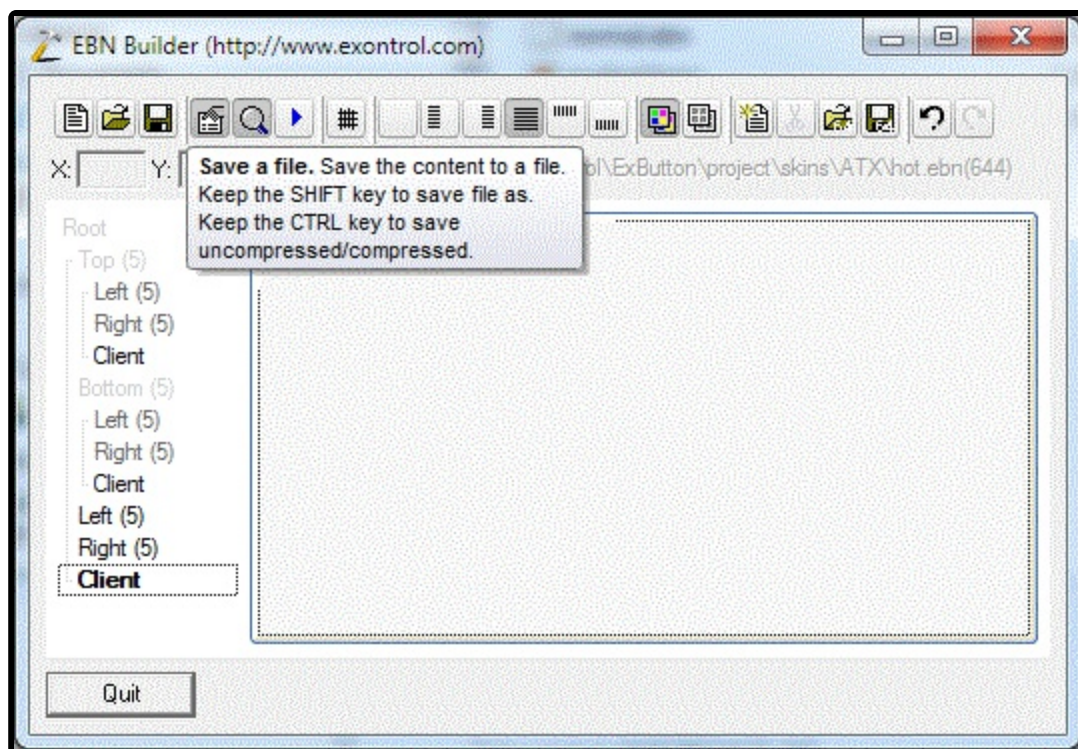 EBN Builder (http://www.exontrol.com)
X: Y: ol\ExButton\project\skins\ATX\hot.ebn(644)
Save a file. Save the content to a file.
Keep the SHIFT key to save file as.
Keep the CTRL key to save
uncompressed/compressed.
Root
Top (5)
Left (5)
Right (5)
Client
Bottom (5)
Left (5)
Right (5)
Client
Left (5)
Right (5)
Client
Quit